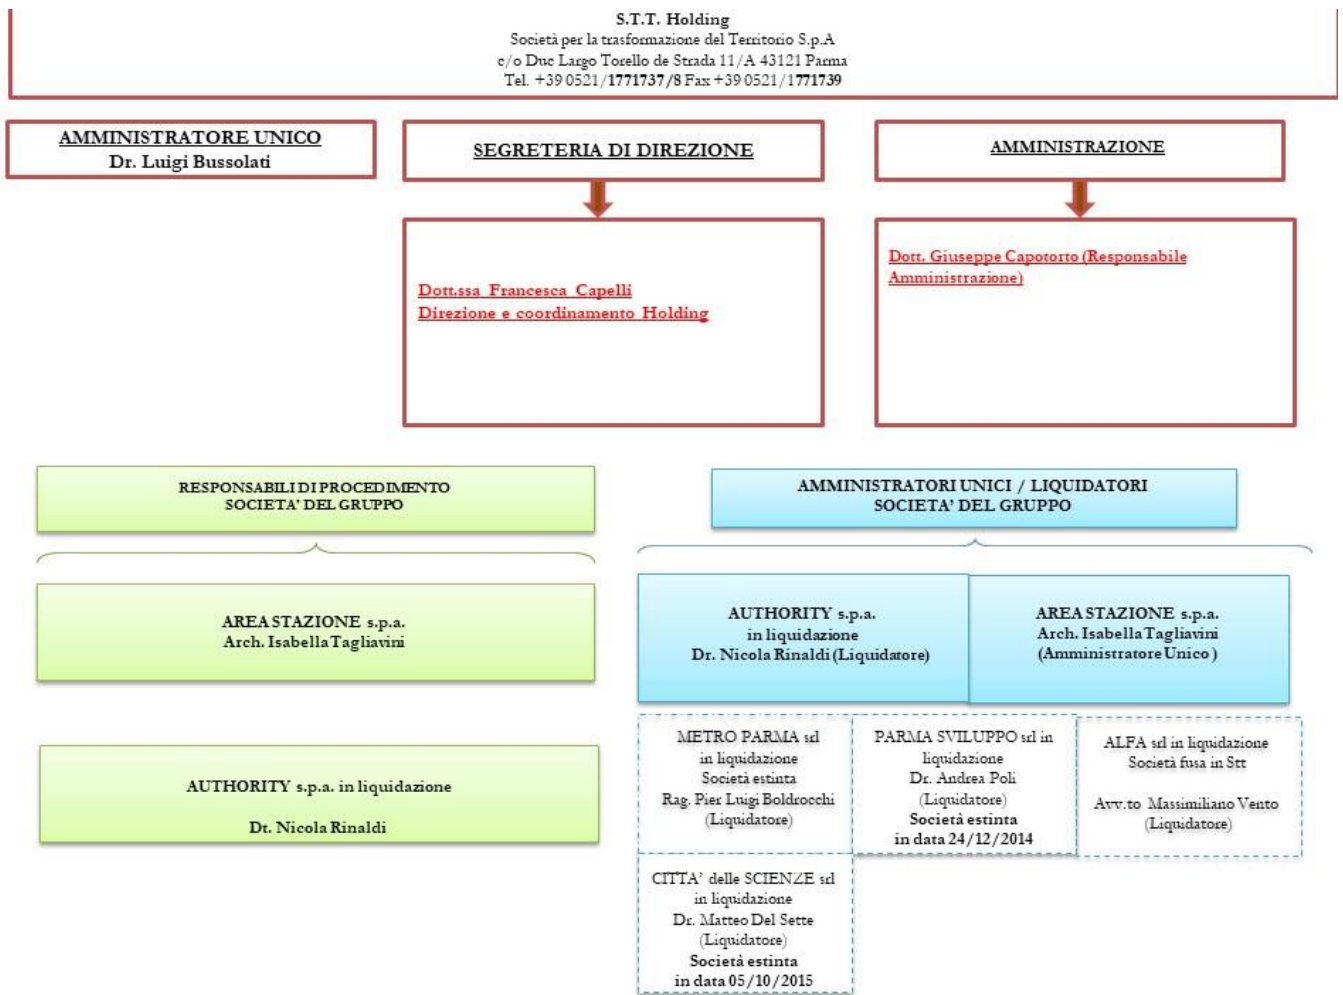 S.T.T. Holding
Società per la trasformazione del Territorio S.p.A
c/o Duc Largo Torello de Strada 11/A 43121 Parma
Tel. +39 0521/1771737/8 Fax +39 0521/1771739
AMMINISTRATORE UNICO
Dr. Luigi Bussolati
SEGRETERIA DI DIREZIONE
AMMINISTRAZIONE
Dott.ssa Francesca Capelli
Direzione e coordinamento Holding
Dott. Giuseppe Capotorto (Responsabile
Amministrazione)
RESPONSABILI DI PROCEDIMENTO
SOCIETA' DEL GRUPPO
AREA STAZIONE s.p.a.
Arch. Isabella Tagliavini
AUTHORITY s.p.a. in liquidazione
Dt. Nicola Rinaldi
AMMINISTRATORI UNICI / LIQUIDATORI
SOCIETA' DEL GRUPPO
AUTHORITY s.p.a.
in liquidazione
Dr. Nicola Rinaldi (Liquidatore)
AREA STAZIONE s.p.a.
Arch. Isabella Tagliavini
(Amministratore Unico )
METRO PARMA srl
in liquidazione
Società estinta
Rag. Pier Luigi Boldrocchi
(Liquidatore)
PARMA SVILUPPO srl in
liquidazione
Dr. Andrea Poli
(Liquidatore)
Società estinta
in data 24/12/2014
ALFA srl in liquidazione
Società fusa in Stt
Avv.to Massimiliano Vento
(Liquidatore)
CITTA' delle SCIENZE srl
in liquidazione
Dr. Matteo Del Sette
(Liquidatore)
Società estinta
in data 05/10/2015